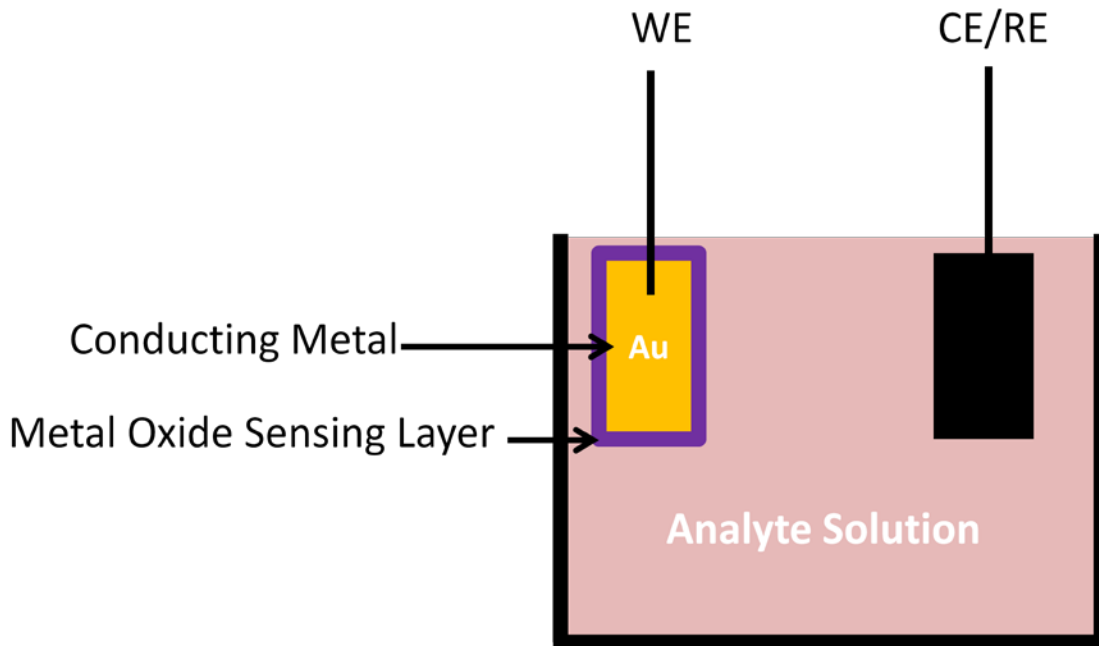 WE
CE/RE
Conducting Metal
Au
Metal Oxide Sensing Layer
Analyte Solution